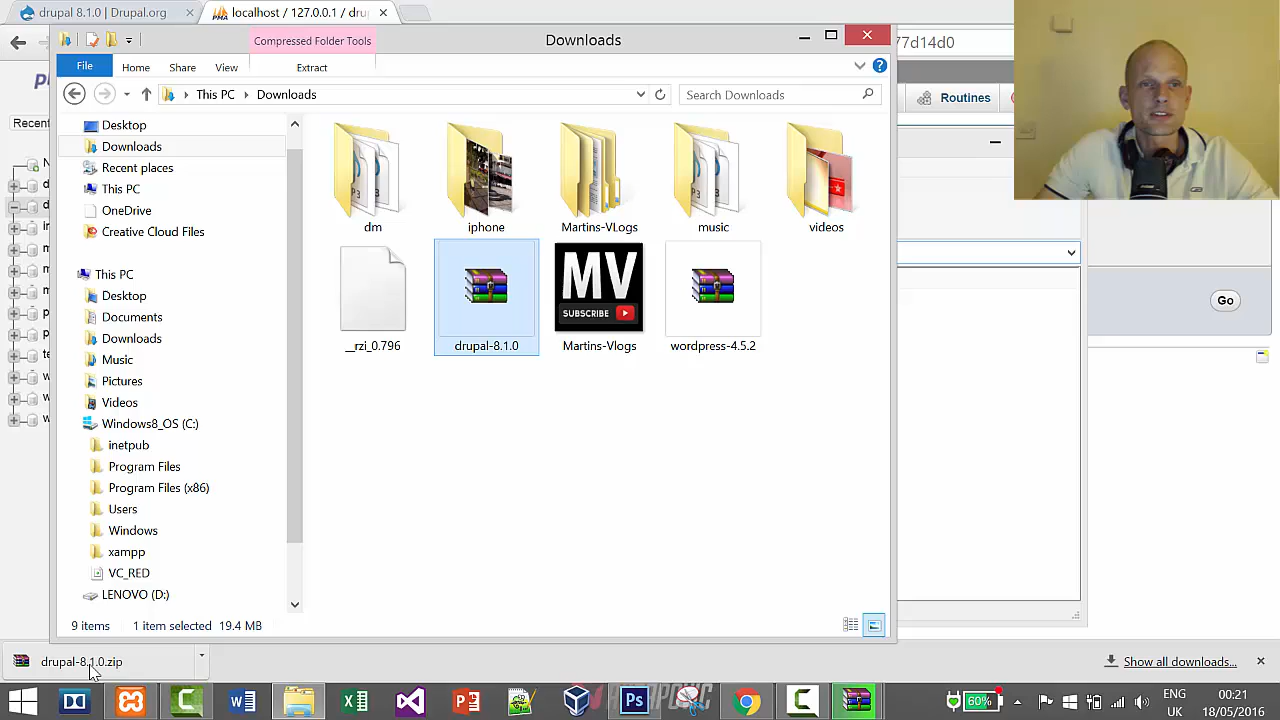 drupal 8.1.0 | Drupal.org
localhost / 127.0.0.1 / dru
Compressed Folder Tools
Downloads
77d14d0
File
Home
Share
View
Extract
This PC
Downloads
Search Downloads
Routines
Recent
Desktop
Downloads
Recent places
This PC
OneDrive
Creative Cloud Files
This PC
Desktop
Documents
Downloads
Music
Pictures
Videos
Windows8_OS (C:)
inetpub
Program Files
Program Files (x86)
Users
Windows
xampp
VC_RED
LENOVO (D:)
dm
iphone
Martins-VLogs
music
videos
MV
SUBSCRIBE
__rzi_0.796
drupal-8.1.0
Martins-Vlogs
wordpress-4.5.2
Go
9 items
1 item selected
19.4 MB
drupal-8.1.0.zip
Show all downloads...
60%
ENG
UK
00:21
18/05/2016